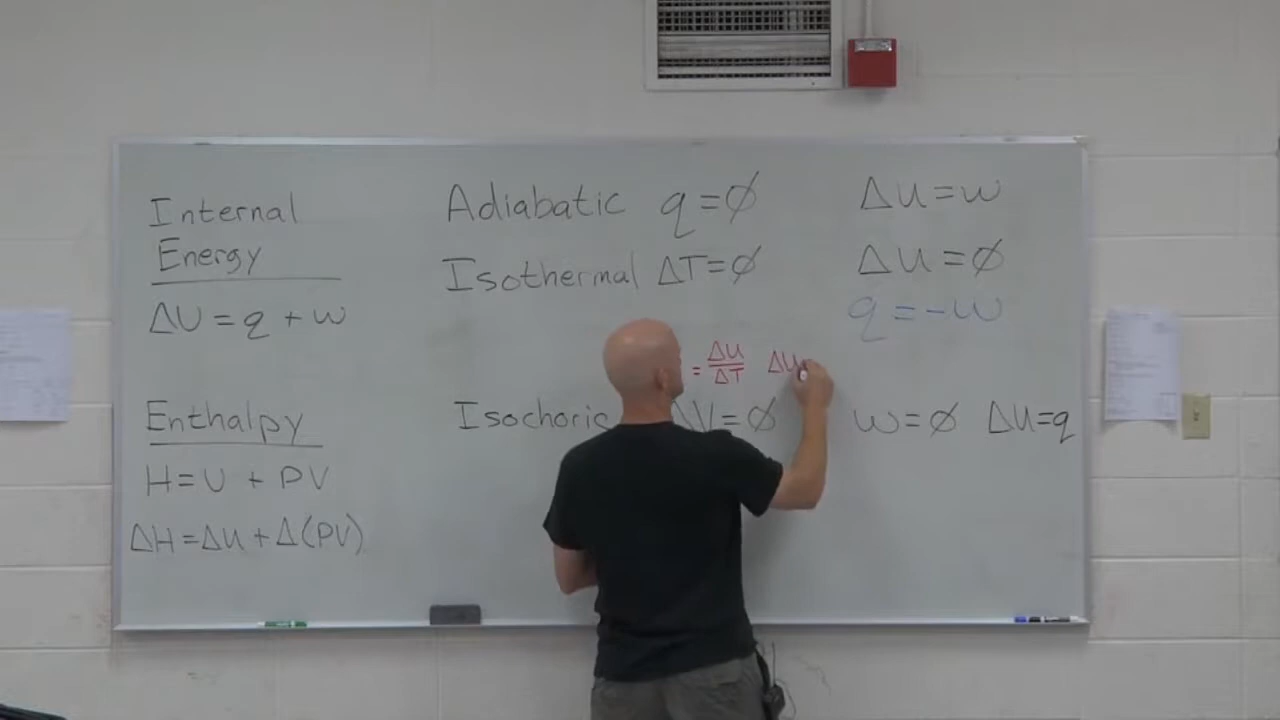 Internal
Energy
ΔU = q + w
Enthalpy
H = U + PV
ΔH = ΔU + Δ(PV)
Adiabatic q = ∅
Isothermal ΔT = ∅
= ΔU/ΔT ΔU
Isochoric ΔV = ∅
ΔU = w
ΔU = ∅
q = -w
w = ∅ ΔU = q